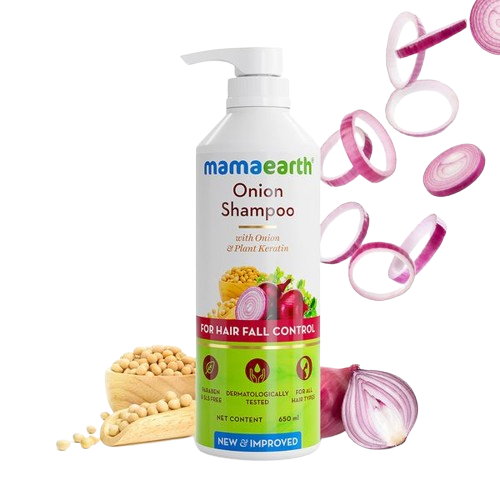 mamaearth®
Onion
Shampoo
with Onion
& Plant Keratin
FOR HAIR FALL CONTROL
PARABEN
& SLS FREE
DERMATOLOGICALLY
TESTED
FOR ALL
HAIR TYPES
NET CONTENT 650 ml
NEW & IMPROVED